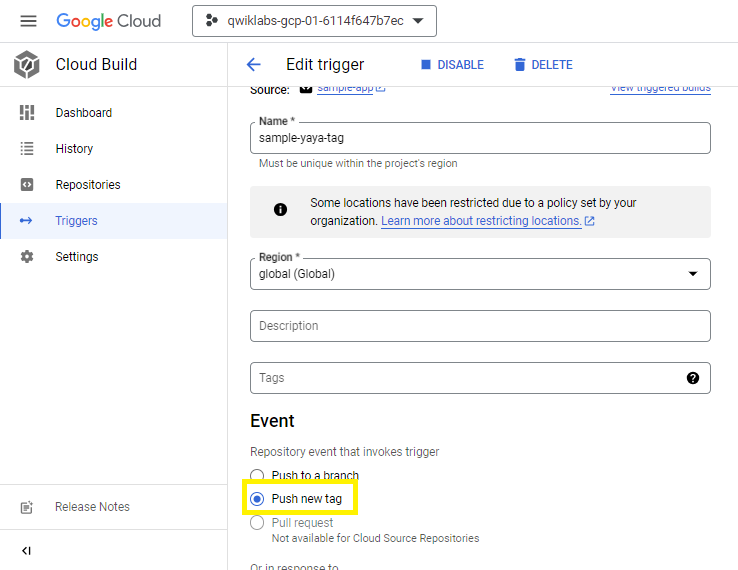 Google Cloud
qwiklabs-gcp-01-6114f647b7ec
Cloud Build
Edit trigger
DISABLE
DELETE
Dashboard
History
Repositories
Triggers
Settings
Release Notes
Source: sample-app
View triggered builds
Name *
sample-yaya-tag
Must be unique within the project's region
Some locations have been restricted due to a policy set by your
organization. Learn more about restricting locations.
Region *
global (Global)
Description
Tags
Event
Repository event that invokes trigger
Push to a branch
Push new tag
Pull request
Not available for Cloud Source Repositories
Or in response to